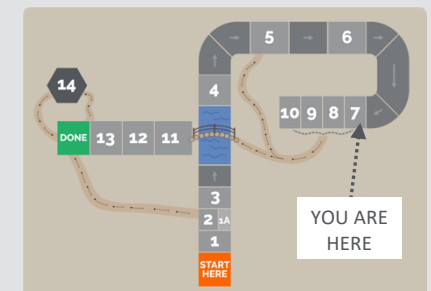 5
6
14
4
10 9 8 7
DONE 13 12 11
3
2 1A
1
START
HERE
YOU ARE
HERE